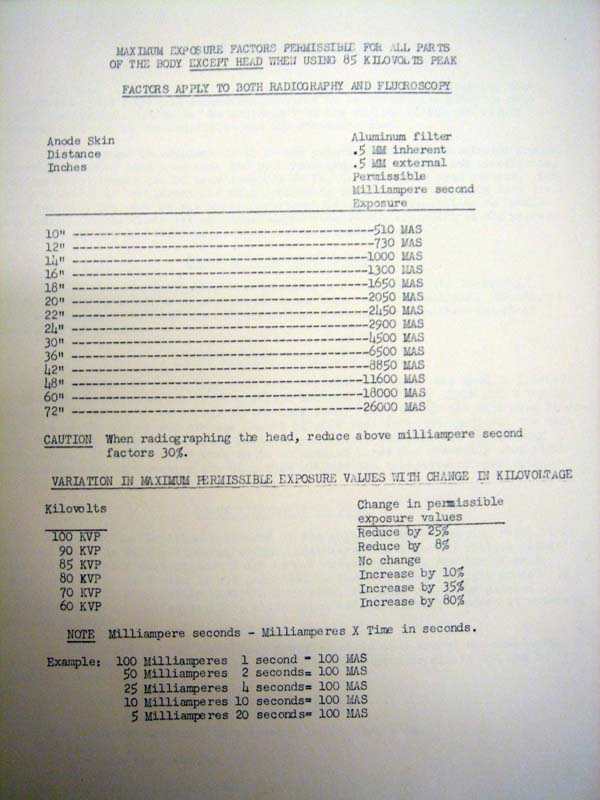 MAXIMUM EXPOSURE FACTORS PERMISSIBLE FOR ALL PARTS
OF THE BODY EXCEPT HEAD WHEN USING 85 KILOVOLTS PEAK
FACTORS APPLY TO BOTH RADIOGRAPHY AND FLUOROSCOPY
Anode Skin
Distance
Inches
Aluminum filter
.5 MM inherent
.5 MM external
Permissible
Milliampere second
Exposure
10" ----------------------------------------510 MAS
12" ----------------------------------------730 MAS
14" ---------------------------------------1000 MAS
16" ---------------------------------------1300 MAS
18" ---------------------------------------1650 MAS
20" ---------------------------------------2050 MAS
22" ---------------------------------------2450 MAS
24" ---------------------------------------2900 MAS
30" ---------------------------------------4500 MAS
36" ---------------------------------------6500 MAS
42" ---------------------------------------8850 MAS
48" --------------------------------------11600 MAS
60" --------------------------------------18000 MAS
72" --------------------------------------26000 MAS
CAUTION When radiographing the head, reduce above milliampere second
factors 30%.
VARIATION IN MAXIMUM PERMISSIBLE EXPOSURE VALUES WITH CHANGE IN KILOVOLTAGE
Kilovolts
Change in permissible
exposure values
100 KVP Reduce by 25%
90 KVP Reduce by 8%
85 KVP No change
80 KVP Increase by 10%
70 KVP Increase by 35%
60 KVP Increase by 80%
NOTE Milliampere seconds - Milliamperes X Time in seconds.
Example: 100 Milliamperes 1 second = 100 MAS
50 Milliamperes 2 seconds= 100 MAS
25 Milliamperes 4 seconds= 100 MAS
10 Milliamperes 10 seconds= 100 MAS
5 Milliamperes 20 seconds= 100 MAS